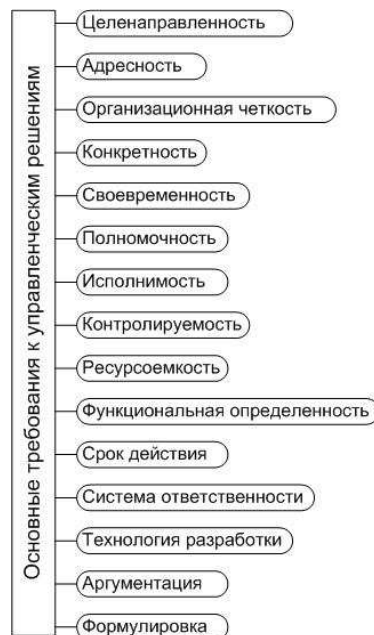 Основные требования к управленческим решениям
Целенаправленность
Адресность
Организационная четкость
Конкретность
Своевременность
Полномочность
Исполнимость
Контролируемость
Ресурсоемкость
Функциональная определенность
Срок действия
Система ответственности
Технология разработки
Аргументация
Формулировка